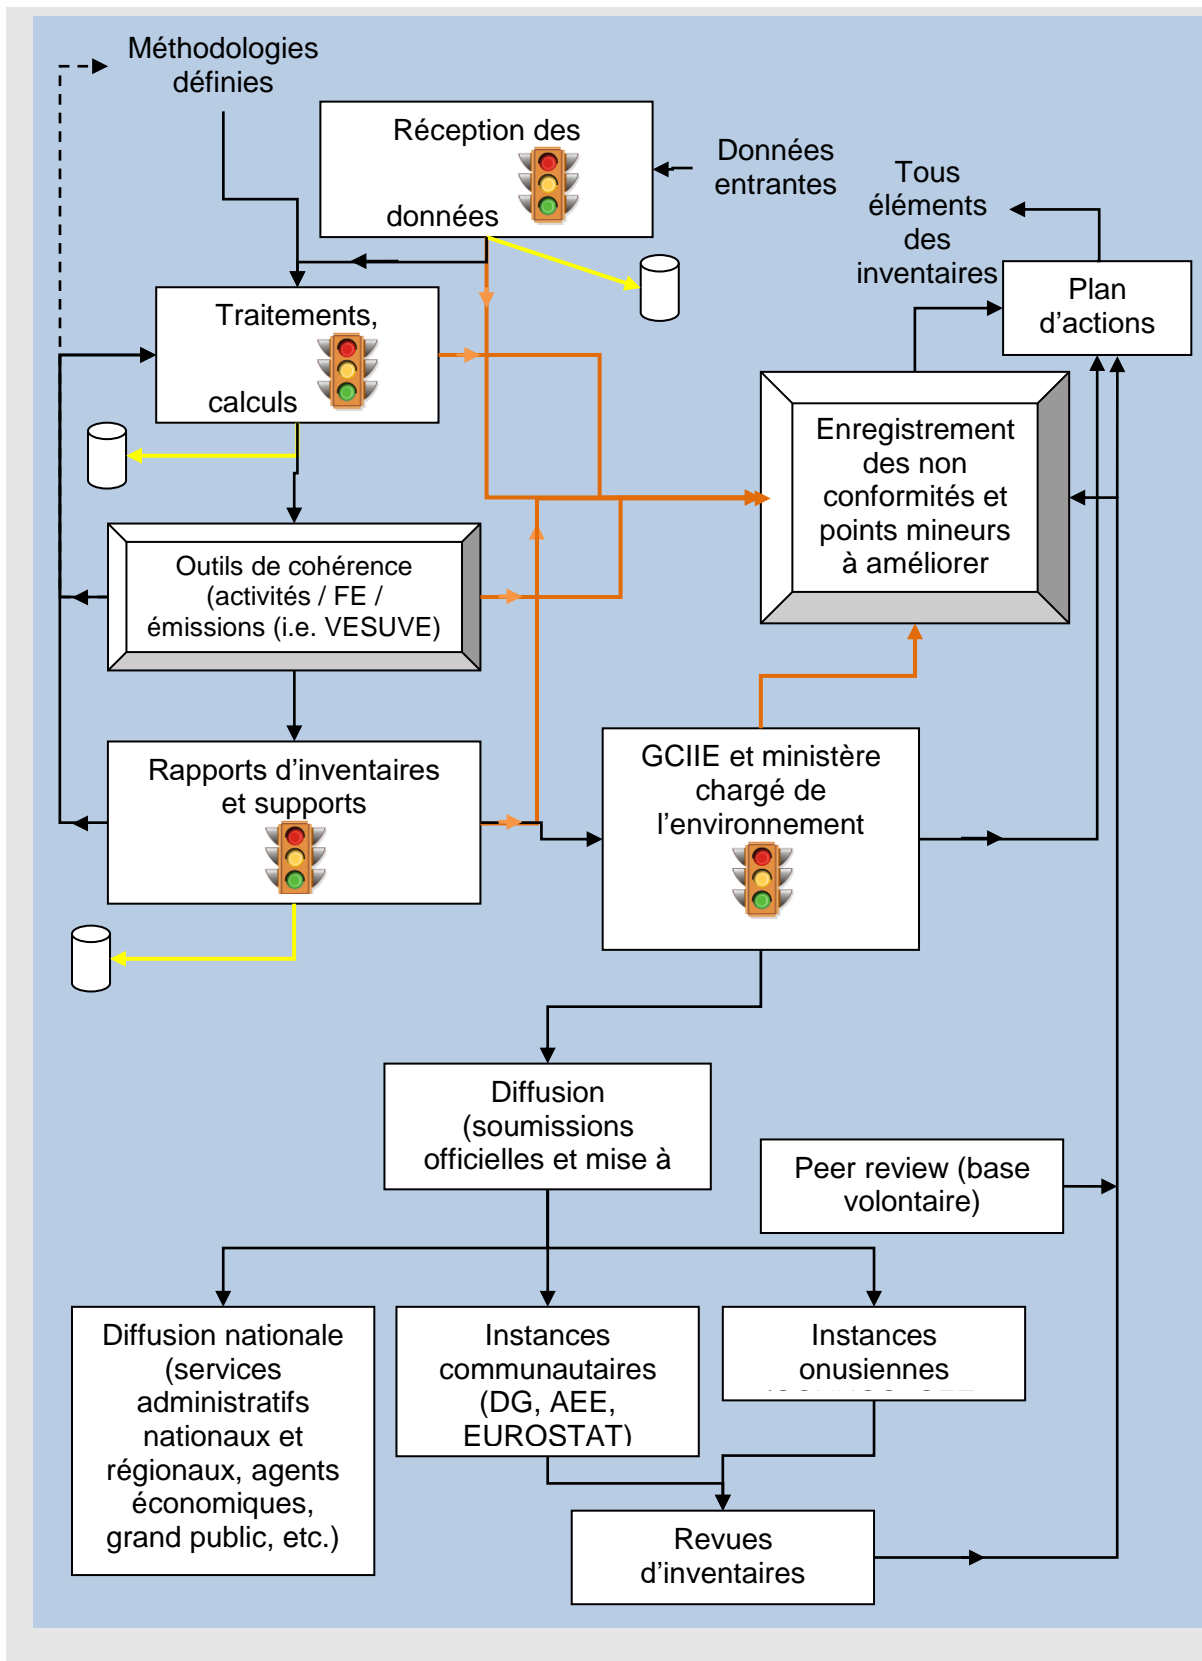 Méthodologies
définies
Réception des
données
Données
entrantes
Tous
éléments
des
inventaires
Plan
d’actions
Traitements,
calculs
Enregistrement
des non
conformités et
points mineurs
à améliorer
Outils de cohérence
(activités / FE /
émissions (i.e. VESUVE)
Rapports d’inventaires
et supports
GCIIE et ministère
chargé de
l’environnement
Diffusion
(soumissions
officielles et mise à
Peer review (base
volontaire)
Diffusion nationale
(services
administratifs
nationaux et
régionaux, agents
économiques,
grand public, etc.)
Instances
communautaires
(DG, AEE,
EUROSTAT)
Instances
onusiennes
Revues
d’inventaires